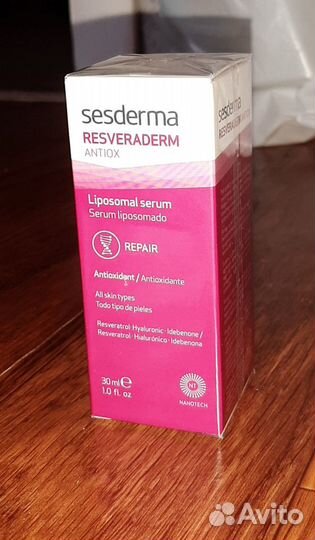 sesderma
RESVERADERM
ANTIOX
Liposomal serum
Serum liposomado
REPAIR
Antioxidant / Antioxidante
All skin types
Todo tipo de pieles
Resveratrol · Hyaluronic · Idebenone /
Resveratrol · Hialurónico · Idebenona
30 ml ℮
1.0 fl. oz
NT
NANOTECH
Avito